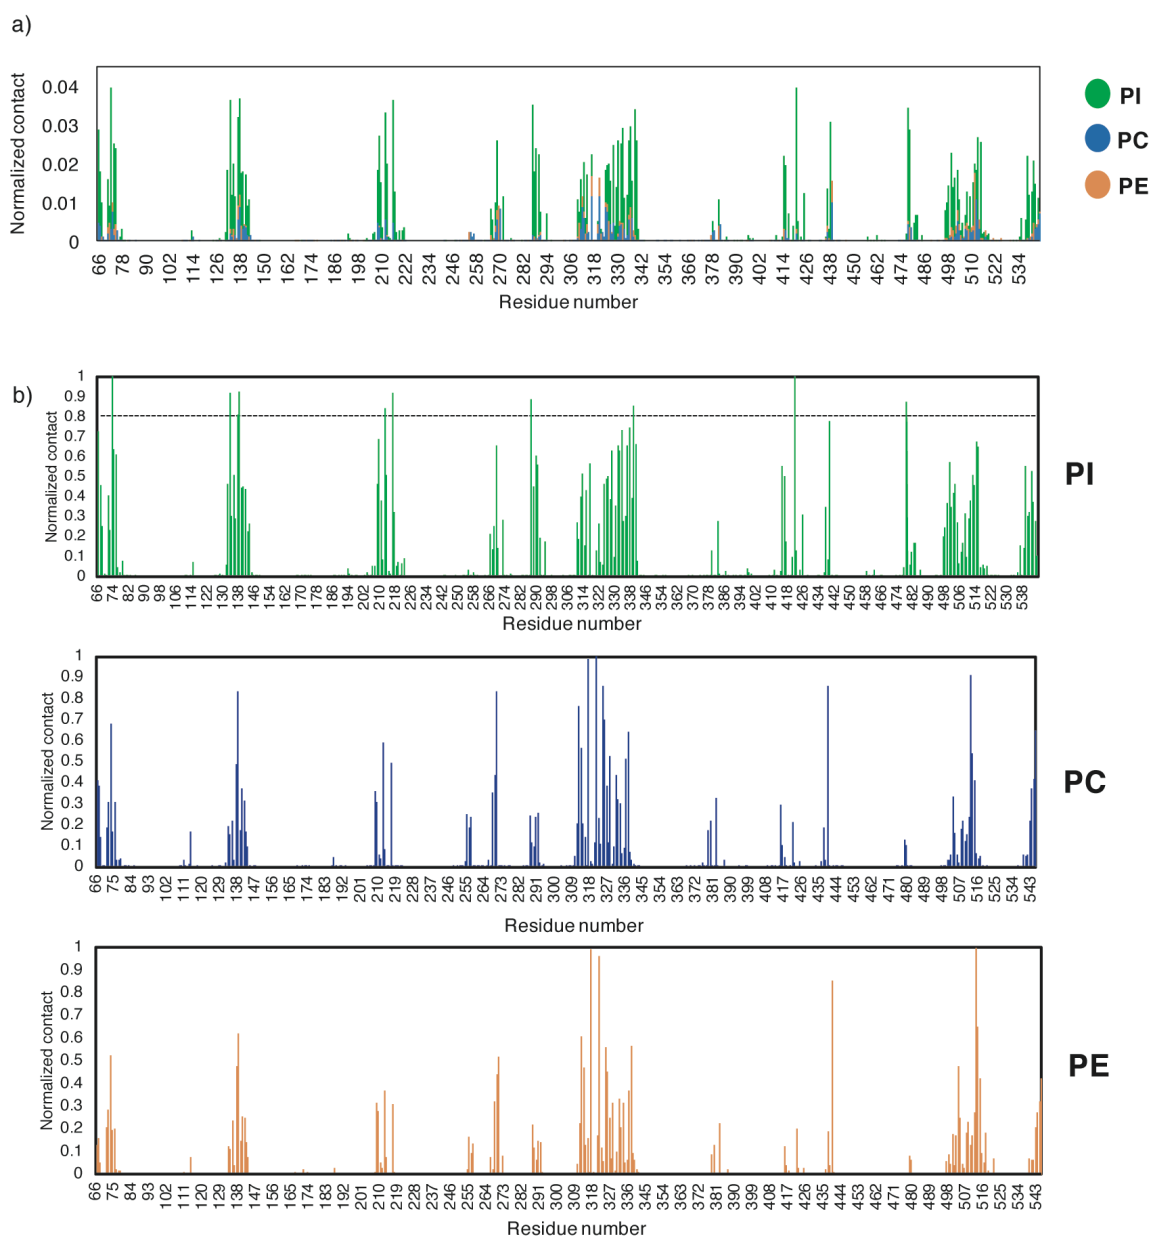 a)
Normalized contact
0.04
0.03
0.02
0.01
0
66 78 90 102 114 126 138 150 162 174 186 198 210 222 234 246 258 270 282 294 306 318 330 342 354 366 378 390 402 414 426 438 450 462 474 486 498 510 522 534
Residue number
PI
PC
PE
b)
Normalized contact
1
0.9
0.8
0.7
0.6
0.5
0.4
0.3
0.2
0.1
0
66 74 82 90 98 106 114 122 130 138 146 154 162 170 178 186 194 202 210 218 226 234 242 250 258 266 274 282 290 298 306 314 322 330 338 346 354 362 370 378 386 394 402 410 418 426 434 442 450 458 466 474 482 490 498 506 514 522 530 538
Residue number
PI
Normalized contact
1
0.9
0.8
0.7
0.6
0.5
0.4
0.3
0.2
0.1
0
66 75 84 93 102 111 120 129 138 147 156 165 174 183 192 201 210 219 228 237 246 255 264 273 282 291 300 309 318 327 336 345 354 363 372 381 390 399 408 417 426 435 444 453 462 471 480 489 498 507 516 525 534 543
Residue number
PC
Normalized contact
1
0.9
0.8
0.7
0.6
0.5
0.4
0.3
0.2
0.1
0
66 75 84 93 102 111 120 129 138 147 156 165 174 183 192 201 210 219 228 237 246 255 264 273 282 291 300 309 318 327 336 345 354 363 372 381 390 399 408 417 426 435 444 453 462 471 480 489 498 507 516 525 534 543
Residue number
PE